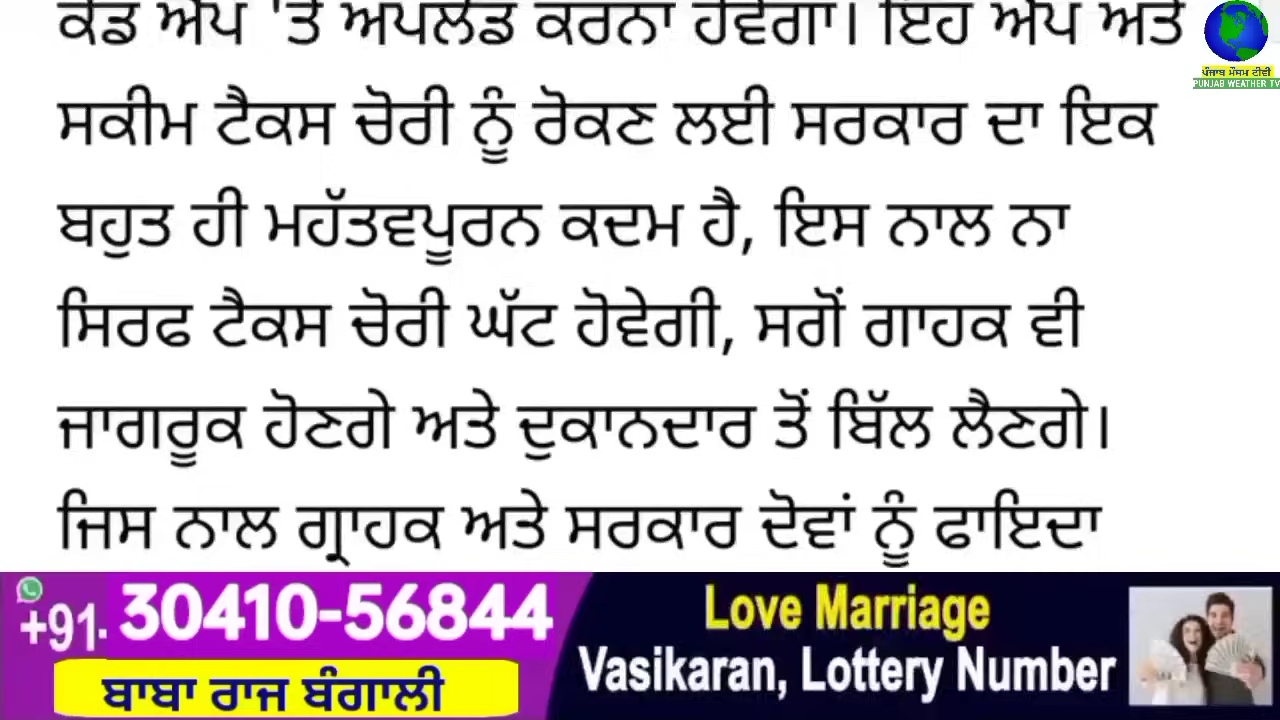 ਕੋਡ ਐਪ 'ਤੇ ਅਪਲੋਡ ਕਰਨਾ ਹੋਵੇਗਾ। ਇਹ ਐਪ ਅਤੇ
ਸਕੀਮ ਟੈਕਸ ਚੋਰੀ ਨੂੰ ਰੋਕਣ ਲਈ ਸਰਕਾਰ ਦਾ ਇਕ
ਬਹੁਤ ਹੀ ਮਹੱਤਵਪੂਰਨ ਕਦਮ ਹੈ, ਇਸ ਨਾਲ ਨਾ
ਸਿਰਫ ਟੈਕਸ ਚੋਰੀ ਘੱਟ ਹੋਵੇਗੀ, ਸਗੋਂ ਗਾਹਕ ਵੀ
ਜਾਗਰੂਕ ਹੋਣਗੇ ਅਤੇ ਦੁਕਾਨਦਾਰ ਤੋਂ ਬਿੱਲ ਲੈਣਗੇ।
ਜਿਸ ਨਾਲ ਗ੍ਰਾਹਕ ਅਤੇ ਸਰਕਾਰ ਦੋਵਾਂ ਨੂੰ ਫਾਇਦਾ
ਪੰਜਾਬ ਮੌਸਮ ਟੀਵੀ
PUNJAB WEATHER TV
+91. 30410-56844
ਬਾਬਾ ਰਾਜ ਬੰਗਾਲੀ
Love Marriage
Vasikaran, Lottery Number